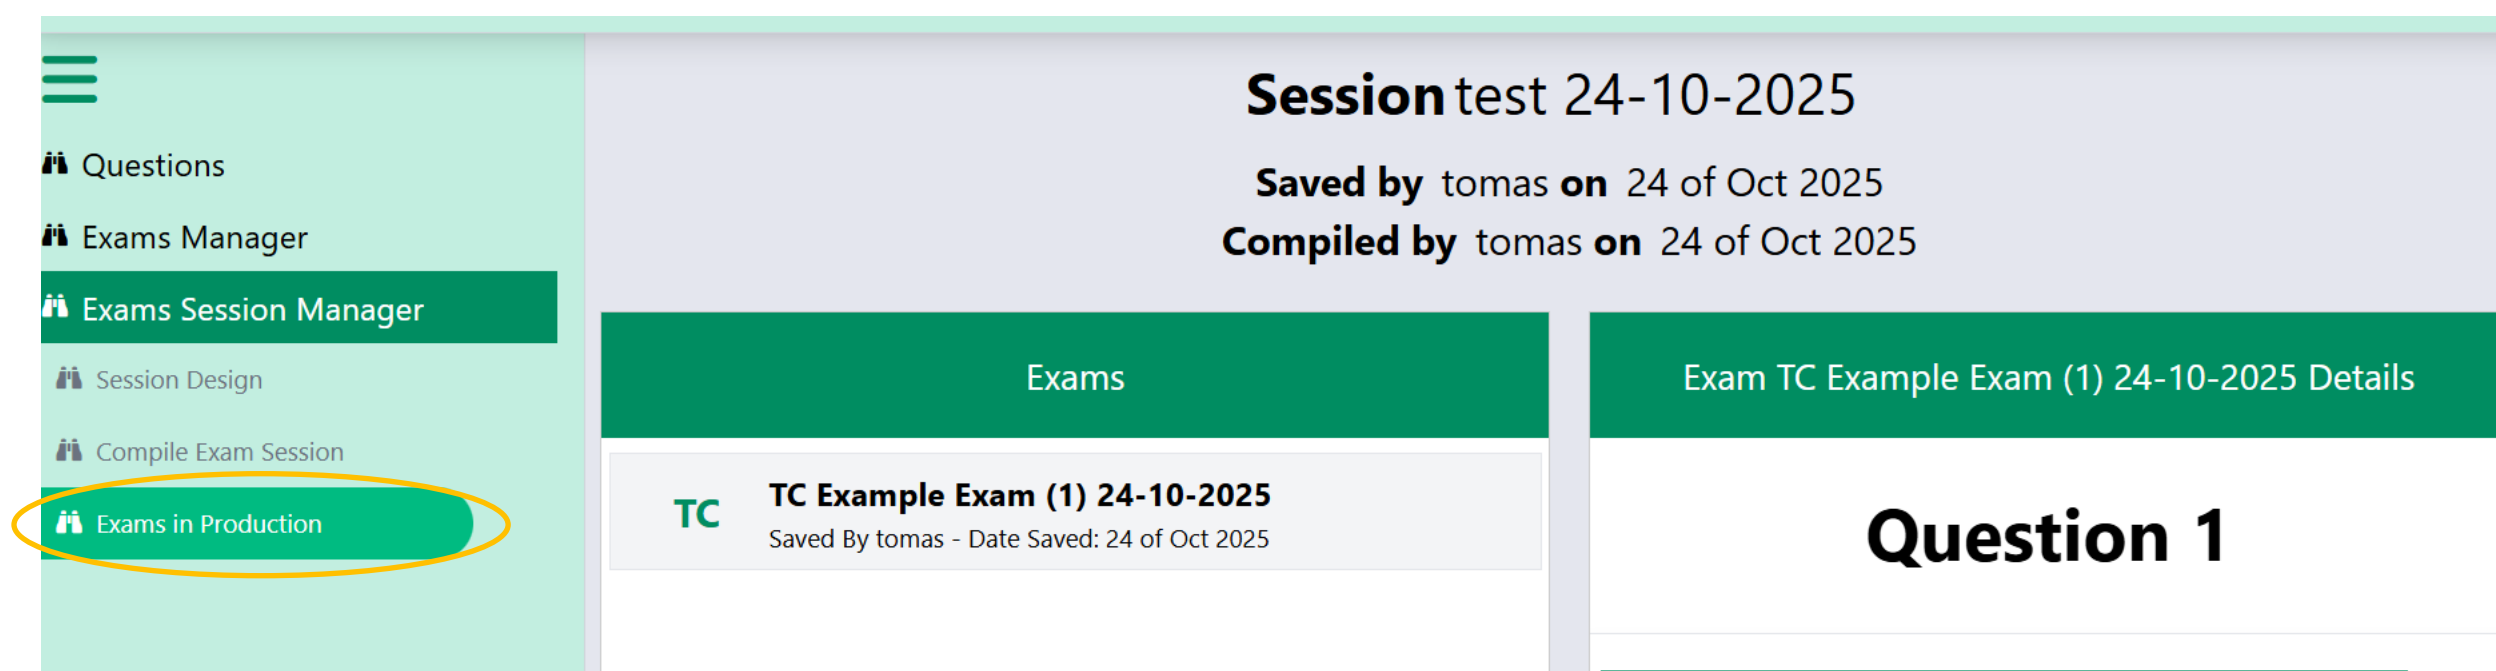 Questions
Exams Manager
Exams Session Manager
Session Design
Compile Exam Session
Exams in Production
Session test 24-10-2025
Saved by tomas on 24 of Oct 2025
Compiled by tomas on 24 of Oct 2025
Exams
TC
TC Example Exam (1) 24-10-2025
Saved By tomas - Date Saved: 24 of Oct 2025
Exam TC Example Exam (1) 24-10-2025 Details
Question 1